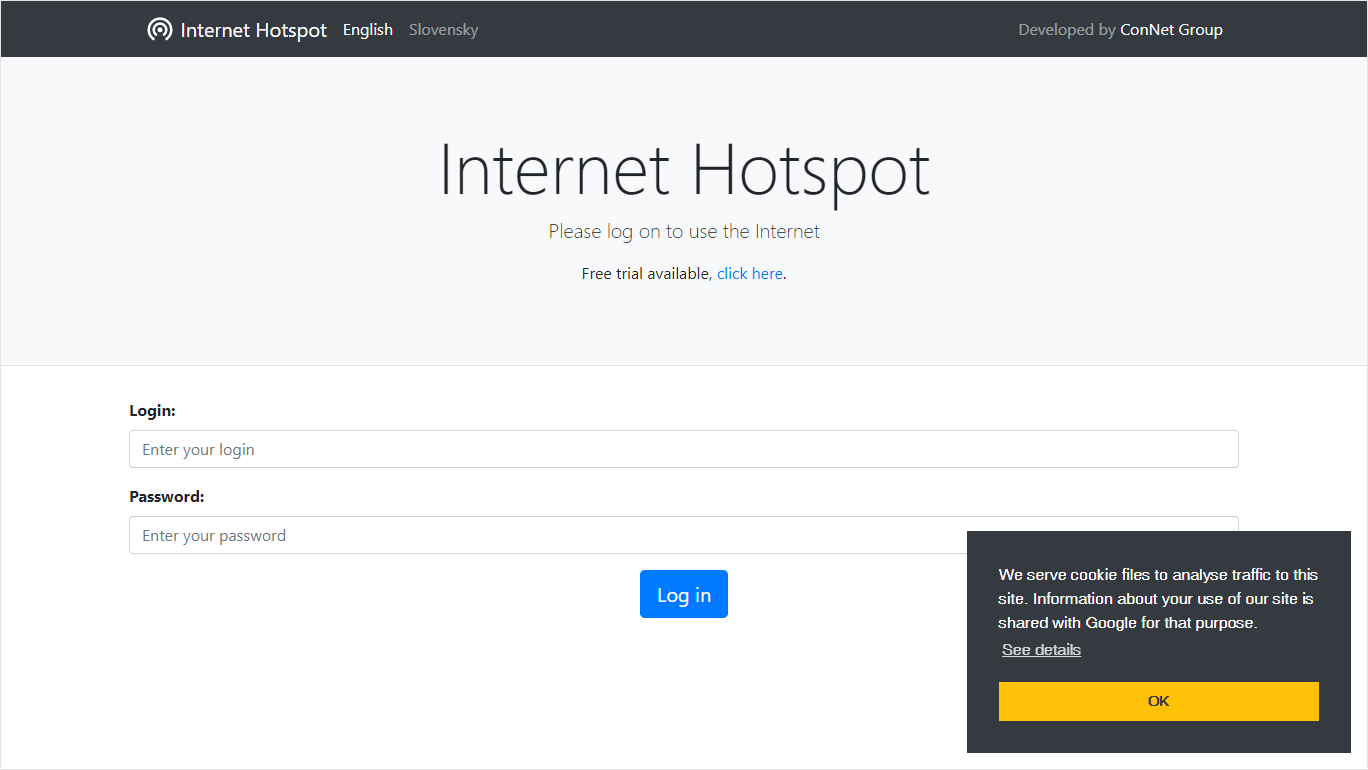 Internet Hotspot English Slovensky Developed by ConNet Group
Internet Hotspot
Please log on to use the Internet
Free trial available, click here.
Login:
Enter your login
Password:
Enter your password
Log in
We serve cookie files to analyse traffic to this
site. Information about your use of our site is
shared with Google for that purpose.
See details
OK